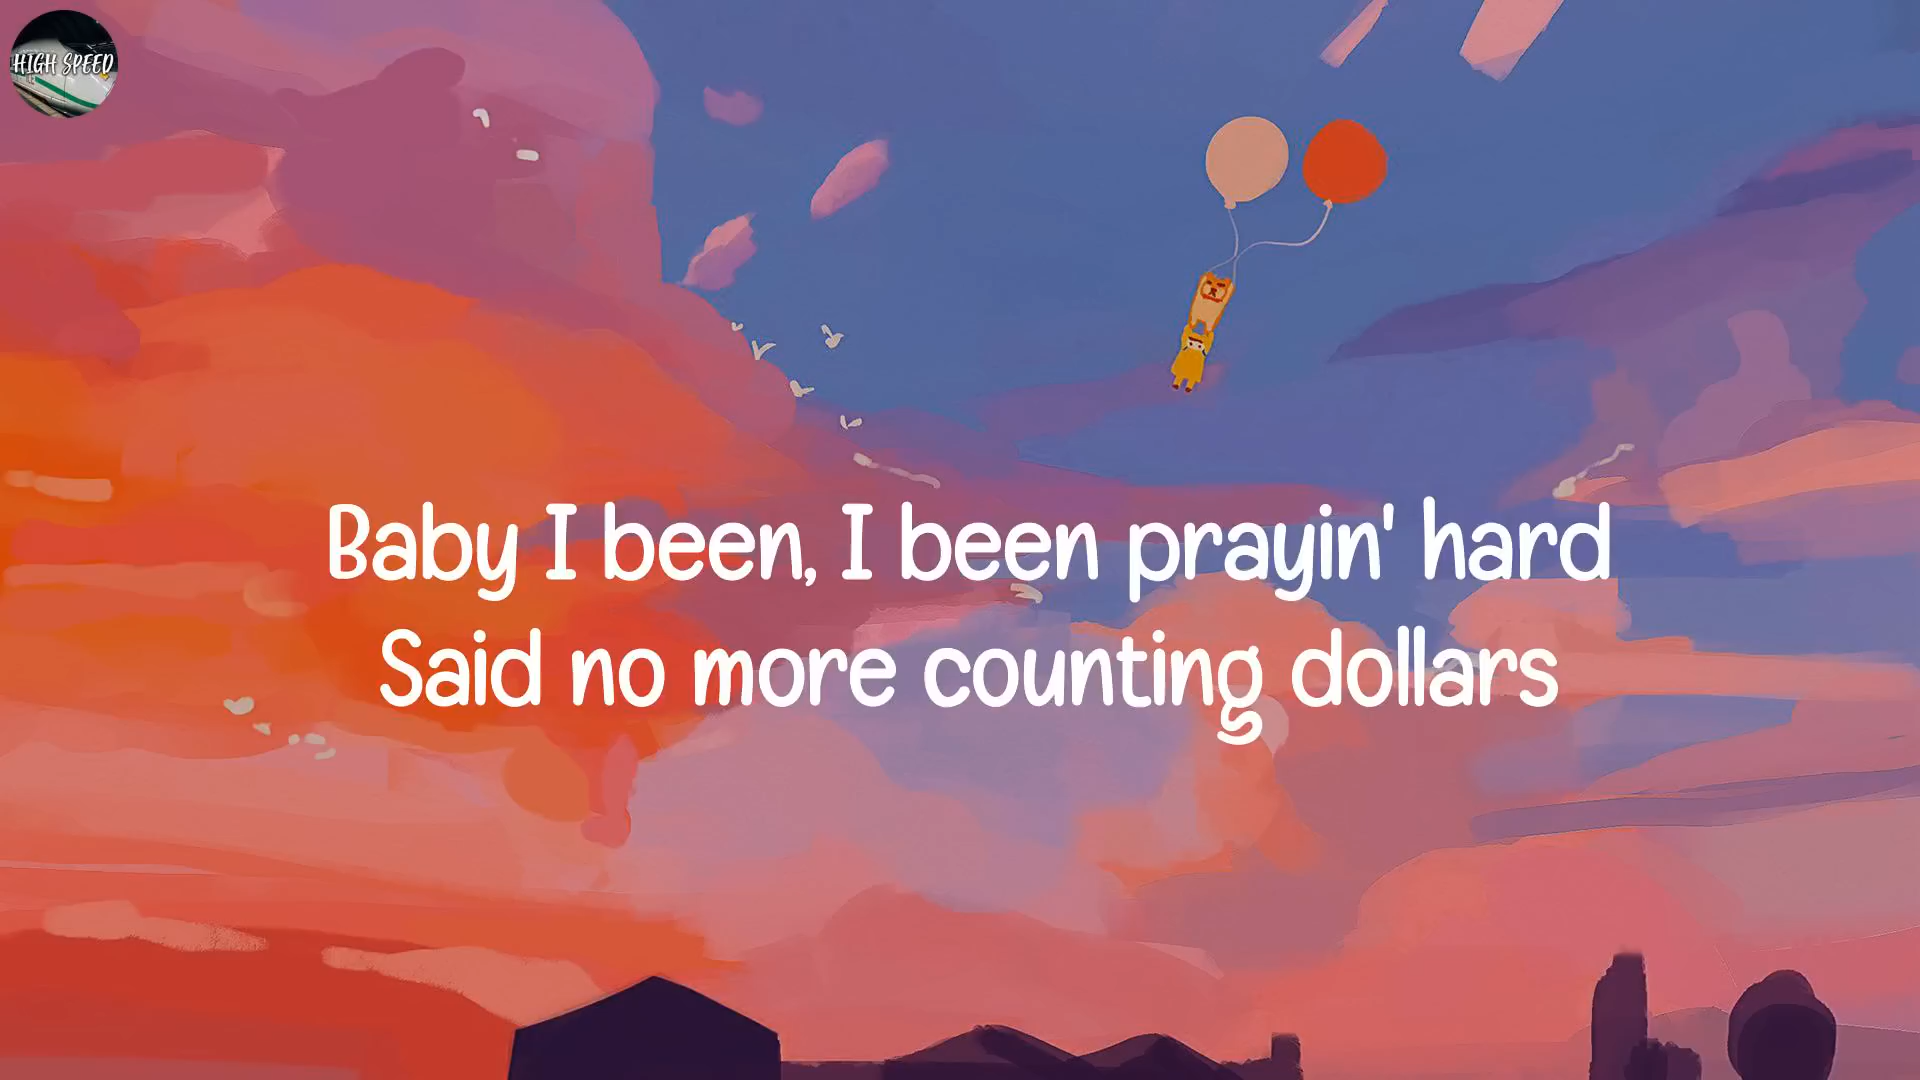 HIGH SPEED
Baby I been, I been prayin' hard
Said no more counting dollars